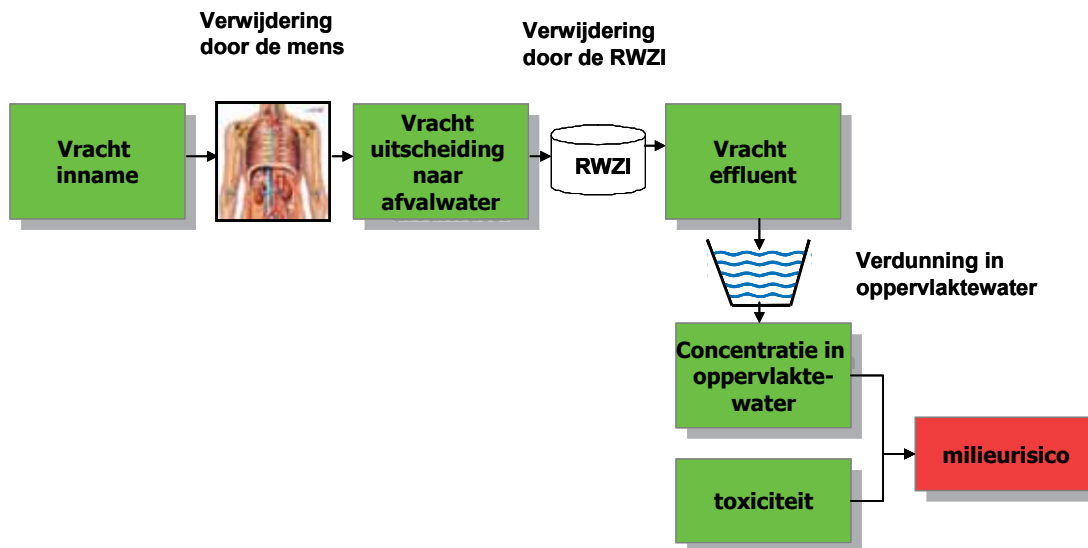 Verwijdering
door de mens
Verwijdering
door de RWZI
Vracht
inname
Vracht
uitscheiding
naar
afvalwater
RWZI
Vracht
effluent
Verdunning in
oppervlaktewater
Concentratie in
oppervlakte-
water
toxiciteit
milieurisico